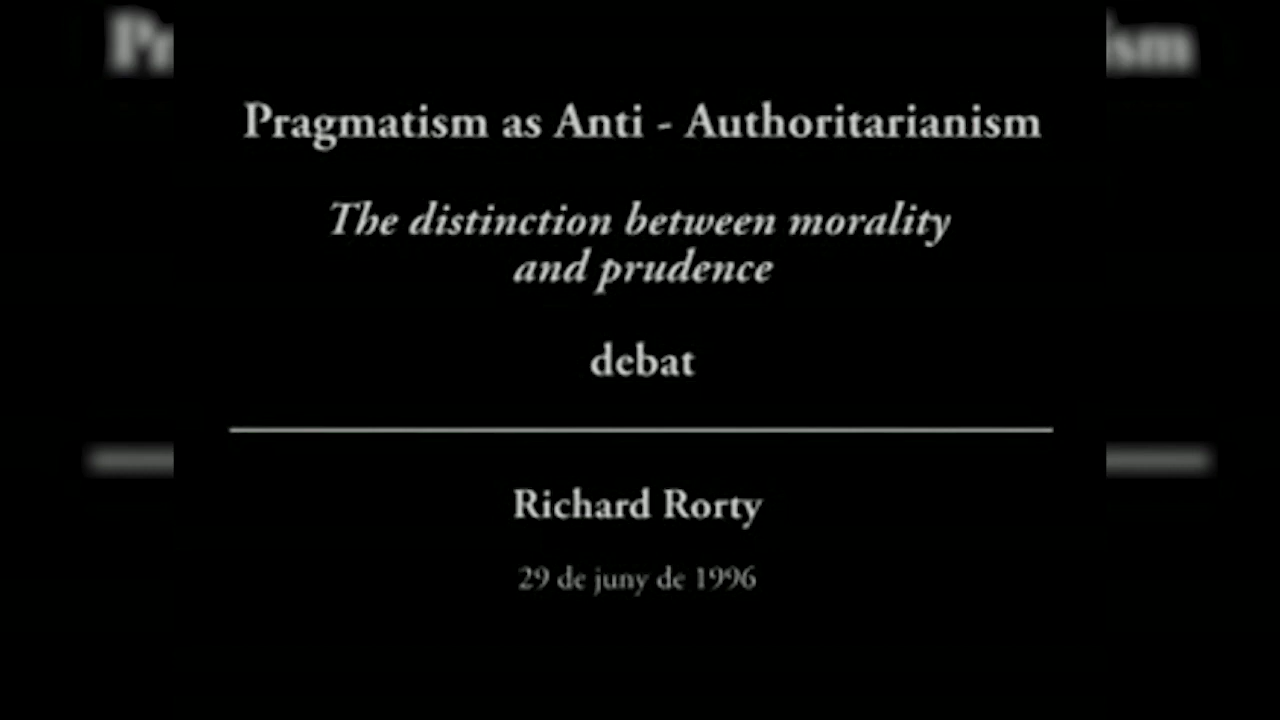 Pragmatism as Anti - Authoritarianism
The distinction between morality
and prudence
debat
Richard Rorty
29 de juny de 1996